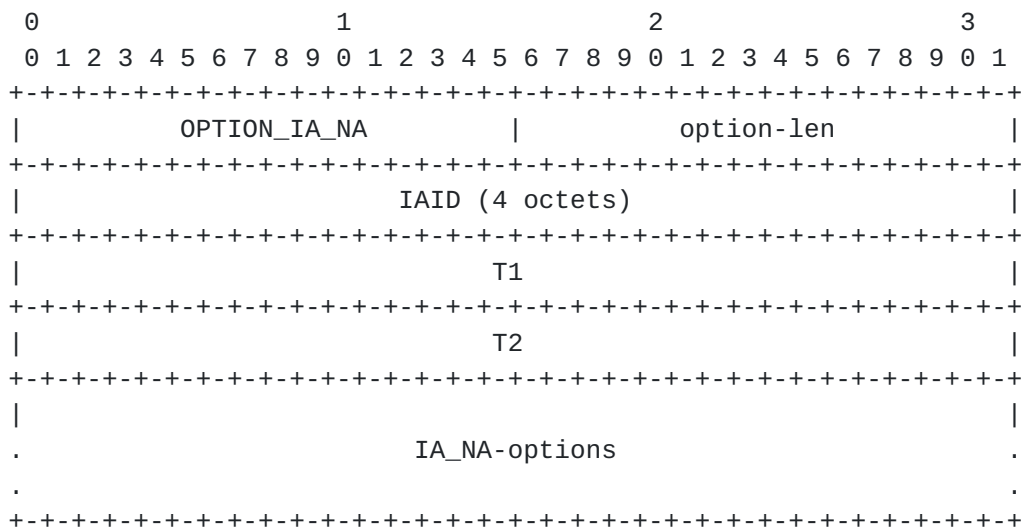 0                   1                   2                   3
 0 1 2 3 4 5 6 7 8 9 0 1 2 3 4 5 6 7 8 9 0 1 2 3 4 5 6 7 8 9 0 1
+-+-+-+-+-+-+-+-+-+-+-+-+-+-+-+-+-+-+-+-+-+-+-+-+-+-+-+-+-+-+-+-+
|          OPTION_IA_NA         |          option-len           |
+-+-+-+-+-+-+-+-+-+-+-+-+-+-+-+-+-+-+-+-+-+-+-+-+-+-+-+-+-+-+-+-+
|                        IAID (4 octets)                        |
+-+-+-+-+-+-+-+-+-+-+-+-+-+-+-+-+-+-+-+-+-+-+-+-+-+-+-+-+-+-+-+-+
|                              T1                               |
+-+-+-+-+-+-+-+-+-+-+-+-+-+-+-+-+-+-+-+-+-+-+-+-+-+-+-+-+-+-+-+-+
|                              T2                               |
+-+-+-+-+-+-+-+-+-+-+-+-+-+-+-+-+-+-+-+-+-+-+-+-+-+-+-+-+-+-+-+-+
|                                                               |
.                         IA_NA-options                         .
.                                                               .
+-+-+-+-+-+-+-+-+-+-+-+-+-+-+-+-+-+-+-+-+-+-+-+-+-+-+-+-+-+-+-+-+